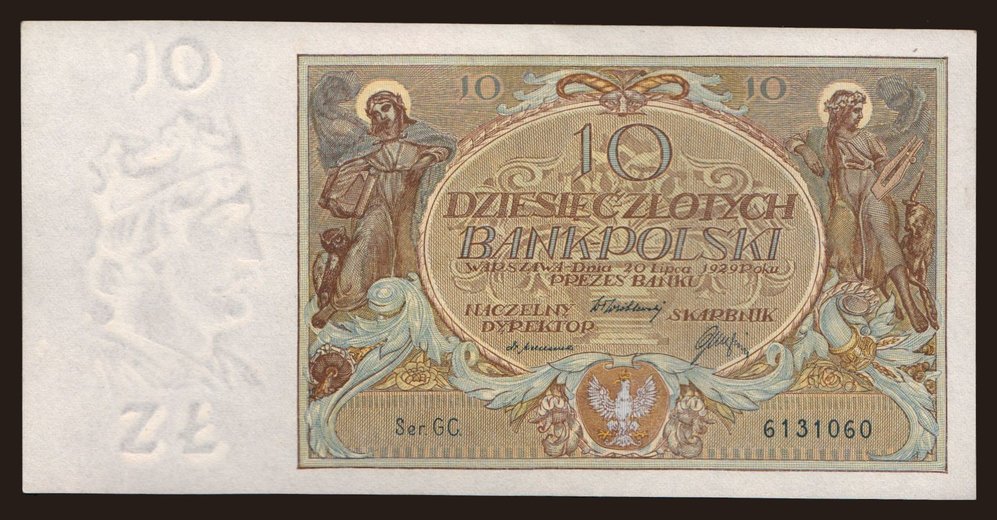 10
10 10
10
DZIESIĘĆ ZŁOTYCH
BANK-POLSKI
WARSZAWA-Dnia 20 Lipca 1929 Roku
PREZES BANKU
NACZELNY
SKARBNIK
DYREKTOR
Ser. GC.
6131060
ZŁ